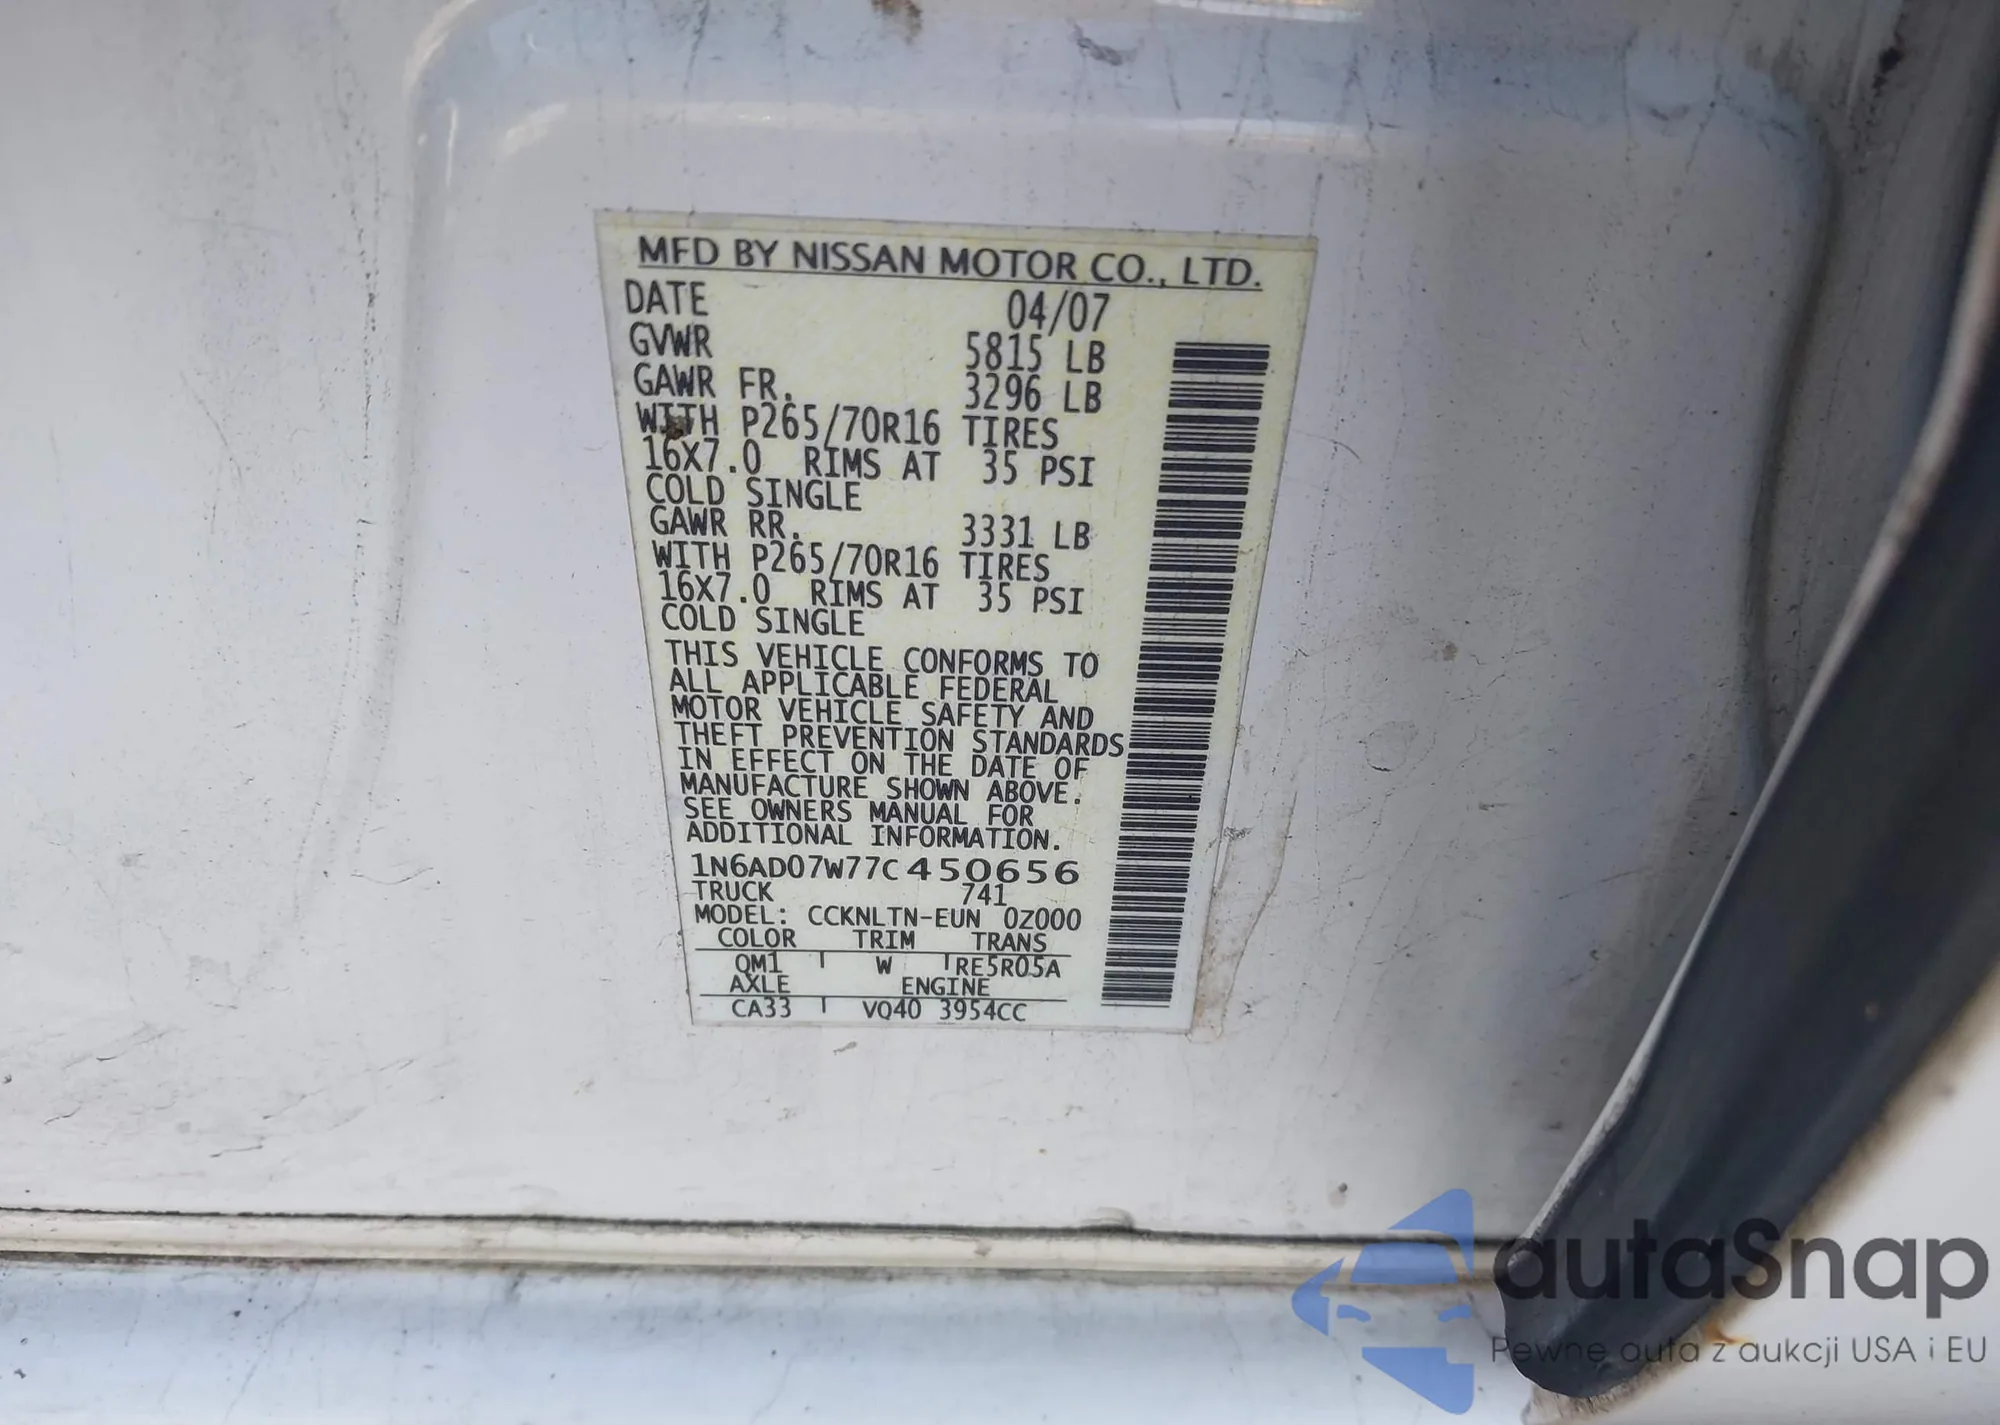 MFD BY NISSAN MOTOR CO., LTD.
DATE 04/07
GVWR 5815 LB
GAWR FR. 3296 LB
WITH P265/70R16 TIRES
16X7.0 RIMS AT 35 PSI
COLD SINGLE
GAWR RR. 3331 LB
WITH P265/70R16 TIRES
16X7.0 RIMS AT 35 PSI
COLD SINGLE
THIS VEHICLE CONFORMS TO
ALL APPLICABLE FEDERAL
MOTOR VEHICLE SAFETY AND
THEFT PREVENTION STANDARDS
IN EFFECT ON THE DATE OF
MANUFACTURE SHOWN ABOVE.
SEE OWNERS MANUAL FOR
ADDITIONAL INFORMATION.
1N6AD07W77C450656
TRUCK 741
MODEL: CCKNLTN-EUN 0Z000
COLOR TRIM TRANS
QM1 W RE5R05A
AXLE ENGINE
CA33 VQ40 3954CC
autaSnap
Pewne auta z aukcji USA i EU